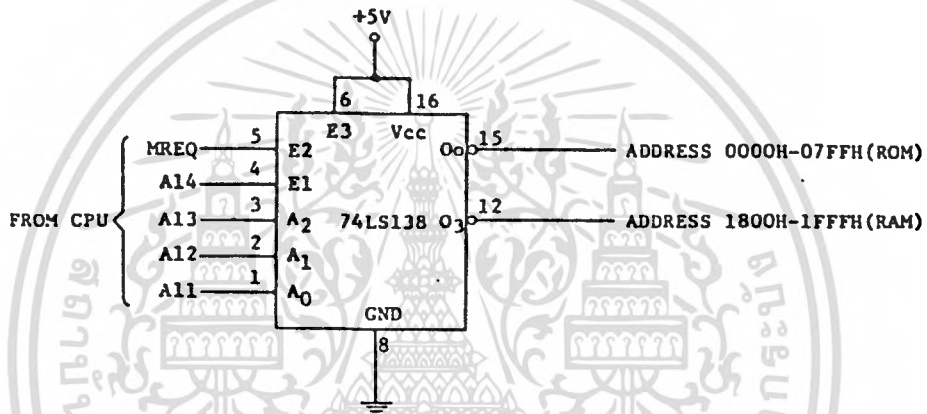 +5V
6 16
E3 Vcc
MREQ 5 E2
A14 4 E1
A13 3 A2
A12 2 A1
A11 1 A0
FROM CPU
74LS138
O0 15 ADDRESS 0000H-07FFH(ROM)
O3 12 ADDRESS 1800H-1FFFH(RAM)
GND
8